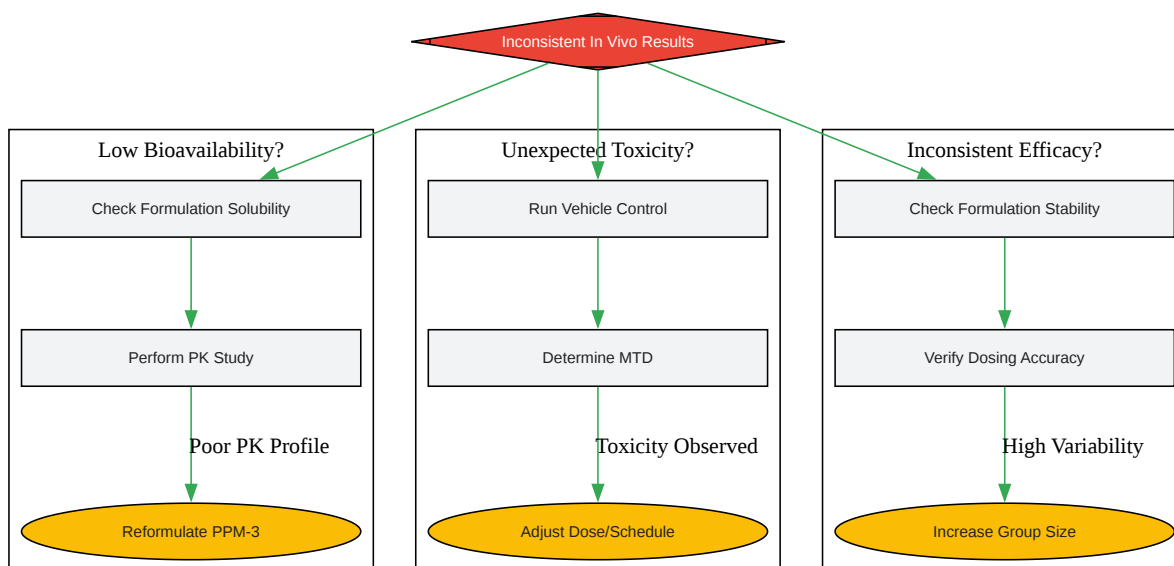 Inconsistent In Vivo Results
Low Bioavailability?
Check Formulation Solubility
Perform PK Study
Poor PK Profile
Reformulate PPM-3
Unexpected Toxicity?
Run Vehicle Control
Determine MTD
Toxicity Observed
Adjust Dose/Schedule
Inconsistent Efficacy?
Check Formulation Stability
Verify Dosing Accuracy
High Variability
Increase Group Size